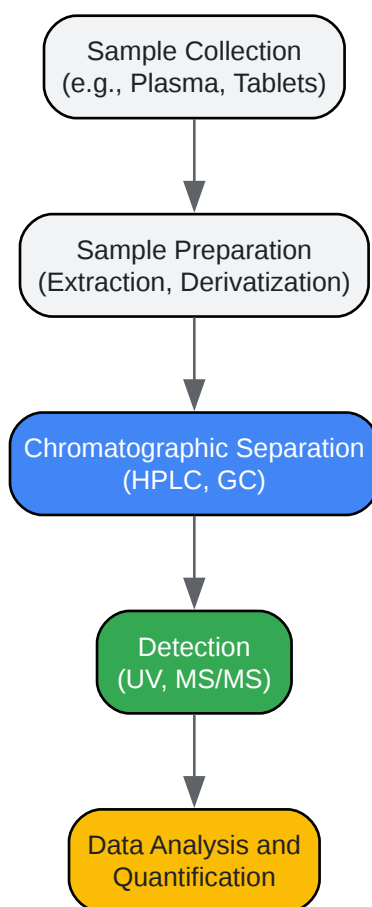 Sample Collection
(e.g., Plasma, Tablets)
Sample Preparation
(Extraction, Derivatization)
Chromatographic Separation
(HPLC, GC)
Detection
(UV, MS/MS)
Data Analysis and
Quantification